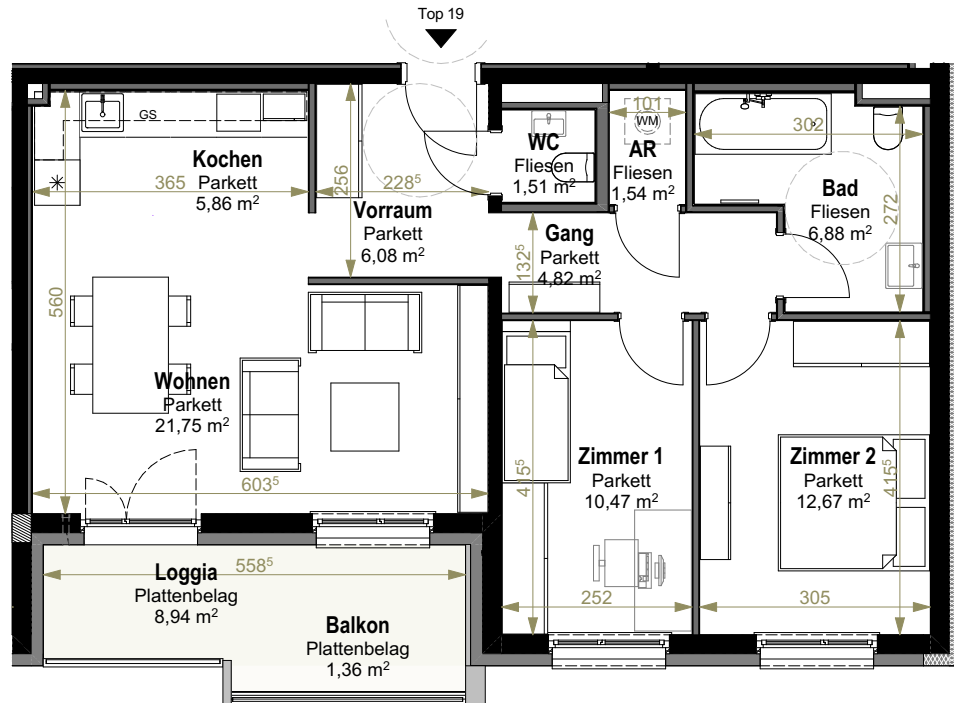 Top 19
GS
Kochen
Parkett
5,86 m²
365
256
228⁵
Vorraum
Parkett
6,08 m²
WC
Fliesen
1,51 m²
101
WM
AR
Fliesen
1,54 m²
302
Bad
Fliesen
6,88 m²
272
Gang
Parkett
4,82 m²
132⁵
560
Wohnen
Parkett
21,75 m²
603⁵
Zimmer 1
Parkett
10,47 m²
415⁵
252
Zimmer 2
Parkett
12,67 m²
415⁵
305
558⁵
Loggia
Plattenbelag
8,94 m²
Balkon
Plattenbelag
1,36 m²